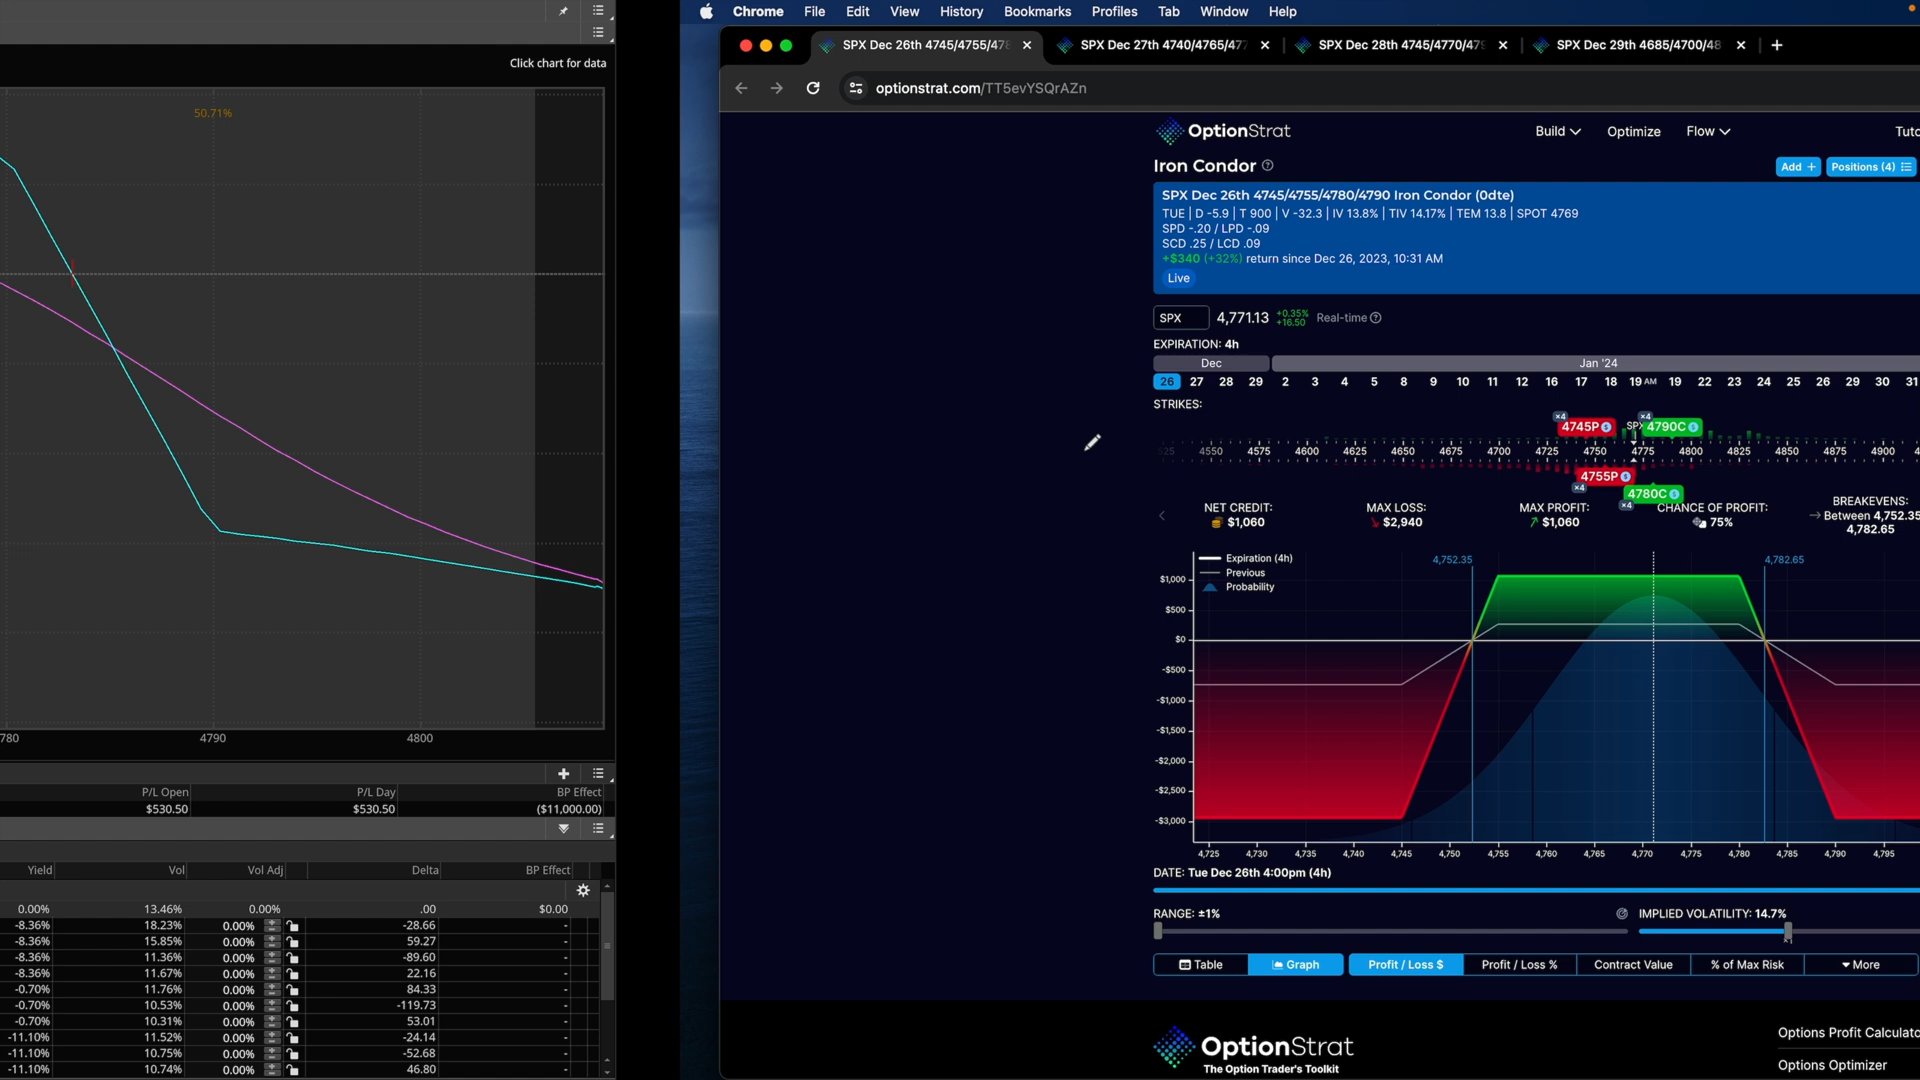 Click chart for data
50.71%
780
4790
4800
P/L Open
P/L Day
BP Effect
$530.50
$530.50
($11,000.00)
Yield
Vol
Vol Adj
Delta
BP Effect
0.00% 13.46% 0.00% .00 $0.00
-8.36% 18.23% 0.00% -28.66 -
-8.36% 15.85% 0.00% 59.27 -
-8.36% 11.36% 0.00% -89.60 -
-8.36% 11.67% 0.00% 22.16 -
-0.70% 11.76% 0.00% 84.33 -
-0.70% 10.53% 0.00% -119.73 -
-0.70% 10.31% 0.00% 53.01 -
-11.10% 11.52% 0.00% -24.14 -
-11.10% 10.75% 0.00% -52.68 -
-11.10% 10.74% 0.00% 46.80 -
Chrome File Edit View History Bookmarks Profiles Tab Window Help
SPX Dec 26th 4745/4755/478
SPX Dec 27th 4740/4765/477
SPX Dec 28th 4745/4770/479
SPX Dec 29th 4685/4700/48
optionstrat.com/TT5evYSQrAZn
OptionStrat
Build Optimize Flow Tuto
Iron Condor
Add + Positions (4)
SPX Dec 26th 4745/4755/4780/4790 Iron Condor (0dte)
TUE | D -5.9 | T 900 | V -32.3 | IV 13.8% | TIV 14.17% | TEM 13.8 | SPOT 4769
SPD -.20 / LPD -.09
SCD .25 / LCD .09
+$340 (+32%) return since Dec 26, 2023, 10:31 AM
Live
SPX 4,771.13 +0.35% +16.50 Real-time
EXPIRATION: 4h
Dec Jan '24
26 27 28 29 2 3 4 5 8 9 10 11 12 16 17 18 19 AM 19 22 23 24 25 26 29 30 31
STRIKES:
x4 x4
4745P SPX 4790C
525 4550 4575 4600 4625 4650 4675 4700 4725 4750 4778 4800 4825 4850 4875 4900
4755P
x4 4780C
x4
NET CREDIT:
$1,060
MAX LOSS:
$2,940
MAX PROFIT:
$1,060
CHANCE OF PROFIT:
75%
BREAKEVENS:
Between 4,752.35
4,782.65
Expiration (4h)
Previous
Probability
4,752.35
4,782.65
$1,000
$500
$0
-$500
-$1,000
-$1,500
-$2,000
-$2,500
-$3,000
4,725 4,730 4,735 4,740 4,745 4,750 4,755 4,760 4,765 4,770 4,775 4,780 4,785 4,790 4,795
DATE: Tue Dec 26th 4:00pm (4h)
RANGE: ±1%
IMPLIED VOLATILITY: 14.7%
x1
Table Graph Profit / Loss $ Profit / Loss % Contract Value % of Max Risk More
OptionStrat
The Option Trader's Toolkit
Options Profit Calculato
Options Optimizer